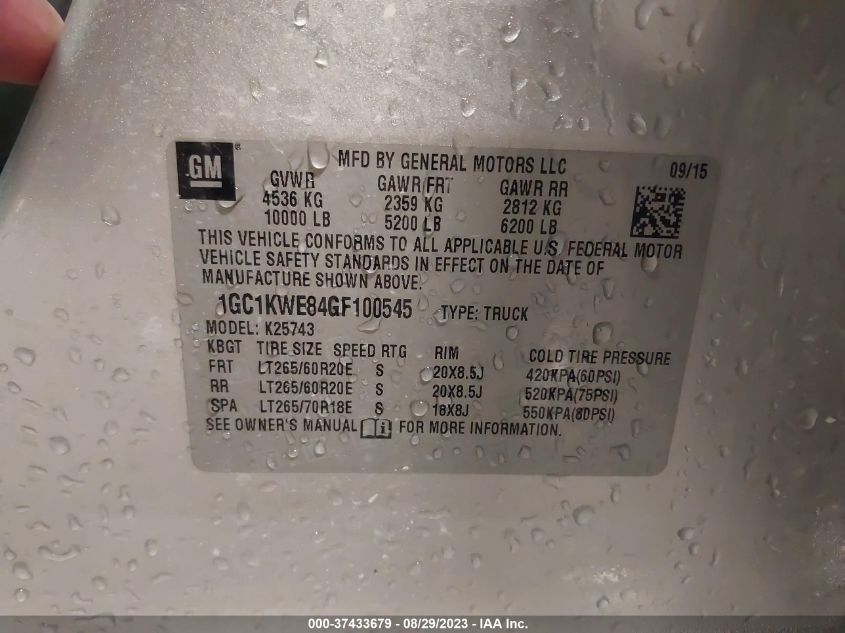 GM ® MFD BY GENERAL MOTORS LLC 09/15
GVWR GAWR FRT GAWR RR
4536 KG 2359 KG 2812 KG
10000 LB 5200 LB 6200 LB
THIS VEHICLE CONFORMS TO ALL APPLICABLE U.S. FEDERAL MOTOR
VEHICLE SAFETY STANDARDS IN EFFECT ON THE DATE OF
MANUFACTURE SHOWN ABOVE.
1GC1KWE84GF100545 TYPE: TRUCK
MODEL: K25743
KBGT TIRE SIZE SPEED RTG RIM COLD TIRE PRESSURE
FRT LT265/60R20E S 20X8.5J 420KPA(60PSI)
RR LT265/60R20E S 20X8.5J 520KPA(75PSI)
SPA LT265/70R18E S 18X8J 550KPA(80PSI)
SEE OWNER'S MANUAL i FOR MORE INFORMATION.
000-37433679 - 08/29/2023 - IAA Inc.